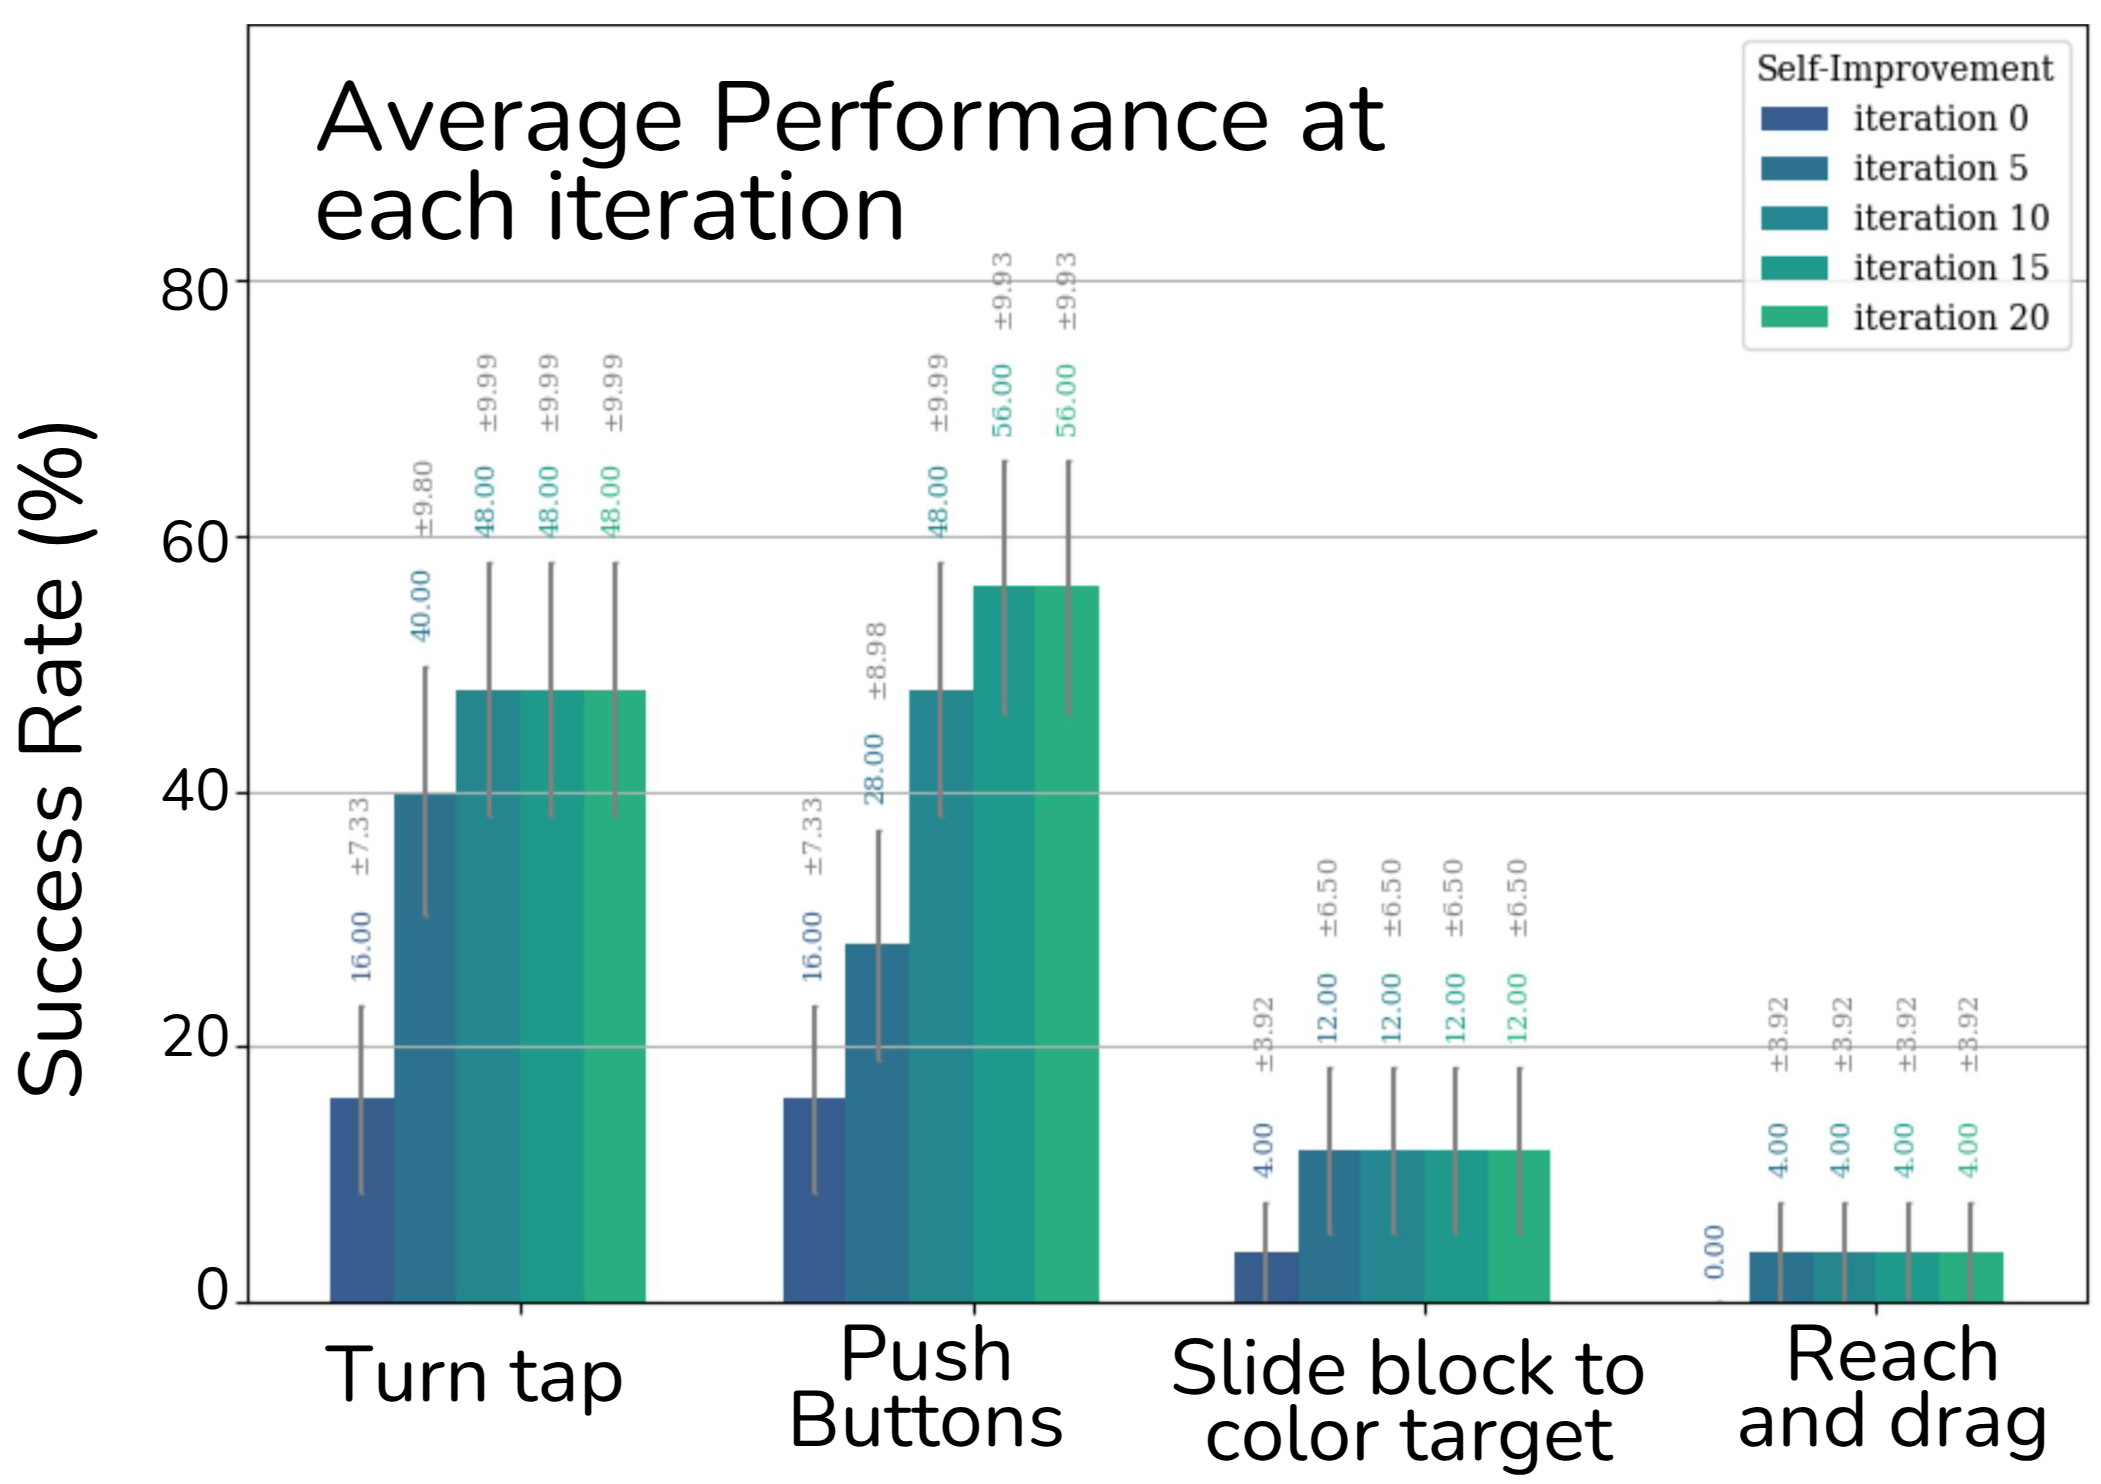 Average Performance at
each iteration
Self-Improvement
iteration 0
iteration 5
iteration 10
iteration 15
iteration 20
Success Rate (%)
80
60
40
20
0
16.00 ±7.33
40.00 ±9.80
48.00 ±9.99
48.00 ±9.99
48.00 ±9.99
16.00 ±7.33
28.00 ±8.98
48.00 ±9.99
56.00 ±9.93
56.00 ±9.93
4.00 ±3.92
12.00 ±6.50
12.00 ±6.50
12.00 ±6.50
12.00 ±6.50
0.00
4.00 ±3.92
4.00 ±3.92
4.00 ±3.92
4.00 ±3.92
Turn tap
Push
Buttons
Slide block to
color target
Reach
and drag